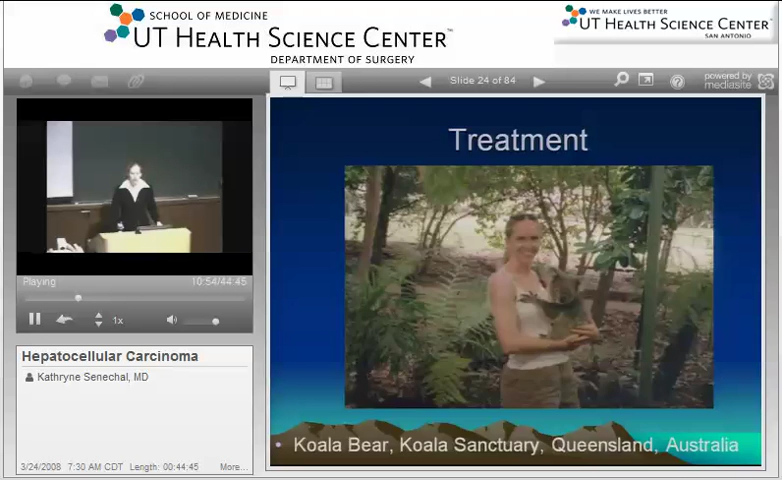 SCHOOL OF MEDICINE
UT HEALTH SCIENCE CENTER™
DEPARTMENT OF SURGERY
WE MAKE LIVES BETTER
UT HEALTH SCIENCE CENTER
SAN ANTONIO
Slide 24 of 84
powered by
mediasite
Playing
10:54/44:45
1x
Hepatocellular Carcinoma
Kathryne Senechal, MD
3/24/2008 7:30 AM CDT Length: 00:44:45 More...
Treatment
• Koala Bear, Koala Sanctuary, Queensland, Australia